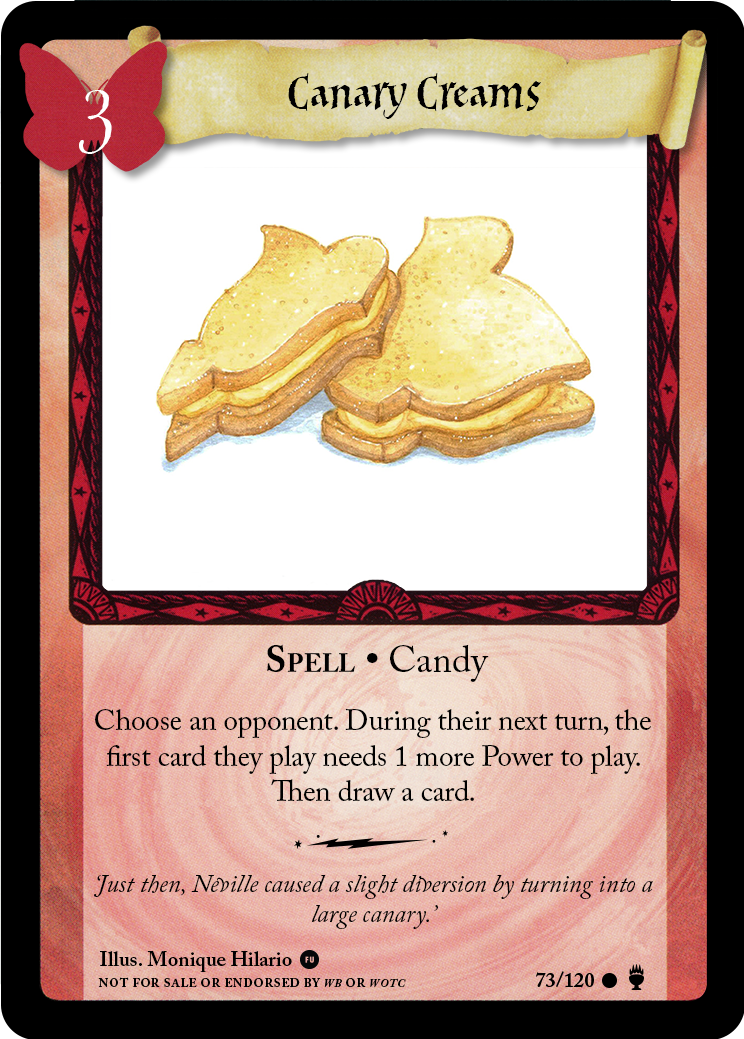 3
Canary Creams
SPELL • Candy
Choose an opponent. During their next turn, the
first card they play needs 1 more Power to play.
Then draw a card.
Just then, Neville caused a slight diversion by turning into a
large canary.’
Illus. Monique Hilario FU
NOT FOR SALE OR ENDORSED BY WB OR WOTC
73/120